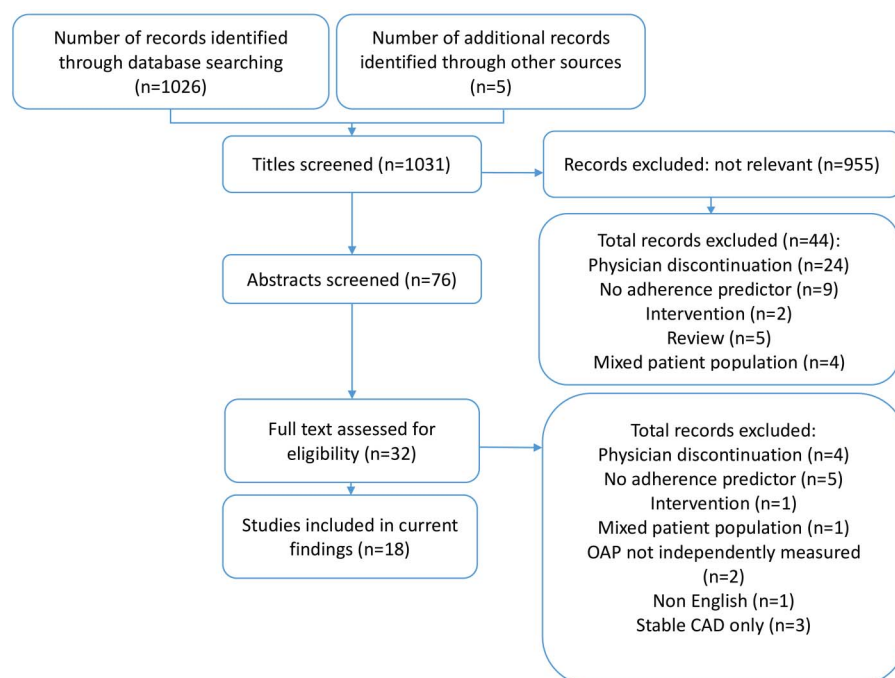 Number of records identified
through database searching
(n=1026)
Number of additional records
identified through other sources
(n=5)
Titles screened (n=1031)
Records excluded: not relevant (n=955)
Abstracts screened (n=76)
Total records excluded (n=44):
Physician discontinuation (n=24)
No adherence predictor (n=9)
Intervention (n=2)
Review (n=5)
Mixed patient population (n=4)
Full text assessed for
eligibility (n=32)
Total records excluded:
Physician discontinuation (n=4)
No adherence predictor (n=5)
Intervention (n=1)
Mixed patient population (n=1)
OAP not independently measured
(n=2)
Non English (n=1)
Stable CAD only (n=3)
Studies included in current
findings (n=18)